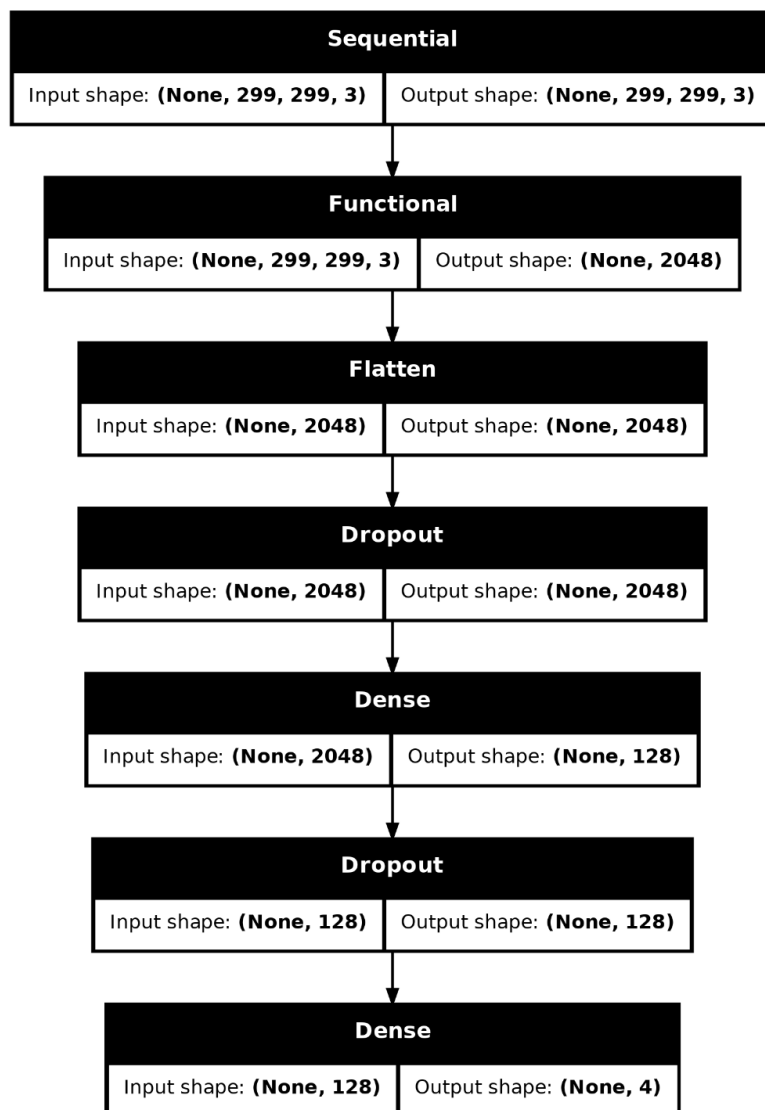 Sequential
Input shape: (None, 299, 299, 3) Output shape: (None, 299, 299, 3)
Functional
Input shape: (None, 299, 299, 3) Output shape: (None, 2048)
Flatten
Input shape: (None, 2048) Output shape: (None, 2048)
Dropout
Input shape: (None, 2048) Output shape: (None, 2048)
Dense
Input shape: (None, 2048) Output shape: (None, 128)
Dropout
Input shape: (None, 128) Output shape: (None, 128)
Dense
Input shape: (None, 128) Output shape: (None, 4)